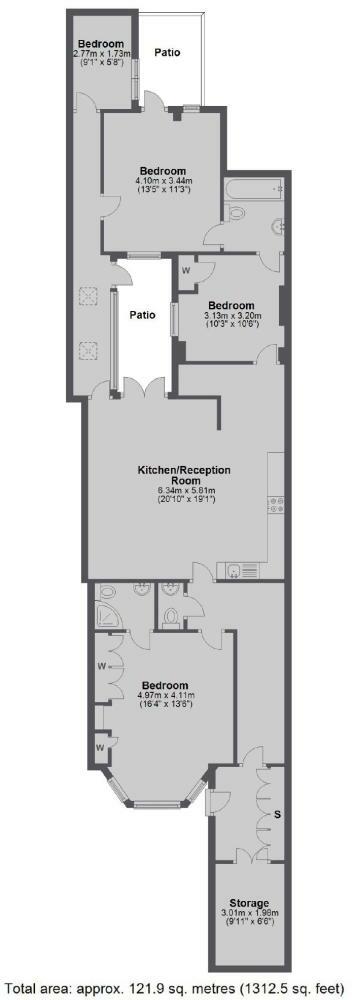 Bedroom
2.77m x 1.73m
(9'1" x 5'8")
Patio
Bedroom
4.10m x 3.44m
(13'5" x 11'3")
W
Bedroom
3.13m x 3.20m
(10'3" x 10'6")
Patio
Kitchen/Reception
Room
6.34m x 5.81m
(20'10" x 19'1")
W
Bedroom
4.97m x 4.11m
(16'4" x 13'6")
W
S
Storage
3.01m x 1.98m
(9'11" x 6'6")
Total area: approx. 121.9 sq. metres (1312.5 sq. feet)